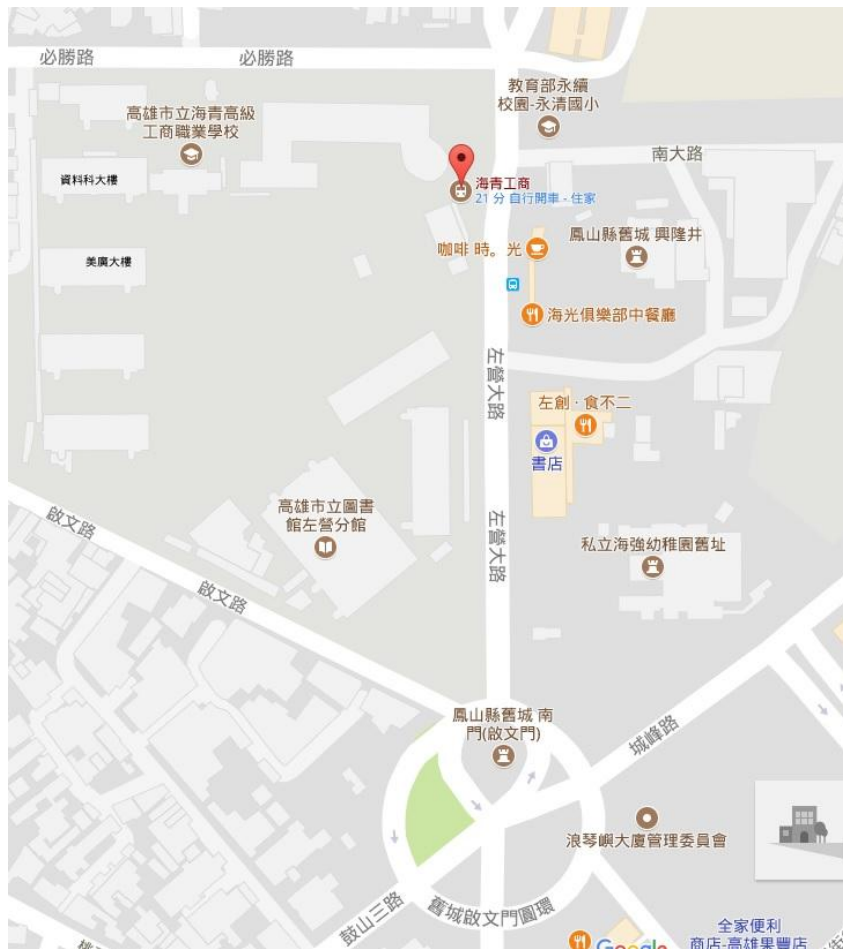 必勝路
必勝路
教育部永續
校園-永清國小
高雄市立海青高級
工商職業學校
南大路
資料科大樓
海青工商
21 分 自行開車 - 住家
鳳山縣舊城 興隆井
咖啡 時。光
美廣大樓
海光俱樂部中餐廳
左營大路
左創·食不二
書店
高雄市立圖書
館左營分館
啟文路
左營大路
私立海強幼稚園舊址
啟文路
鳳山縣舊城 南
門(啟文門)
城峰路
浪琴嶼大廈管理委員會
鼓山三路
舊城啟文門圓環
全家便利
商店-高雄果豐店
Google